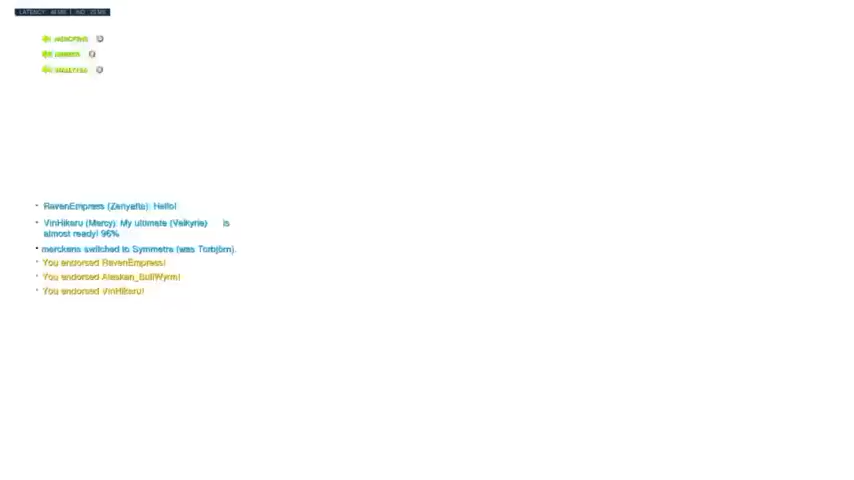 RavenEmpress (Zenyatta): Hello!
VinHikaru (Mercy): My ultimate (Valkyrie) is
almost ready! 96%
merckens switched to Symmetra (was Torbjörn).
You endorsed RavenEmpress!
You endorsed Alaskan_BullWyrm!
You endorsed VinHikaru!